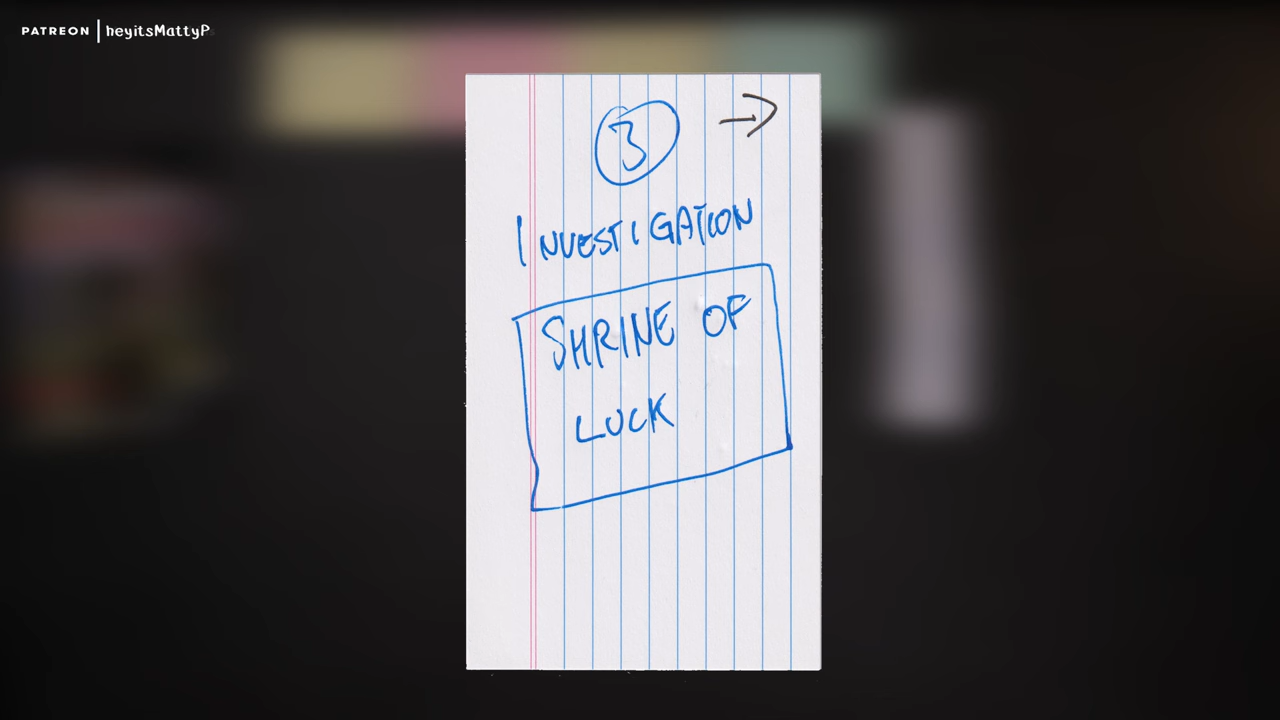 PATREON | heyitsMattyP
3 →
INVESTIGATION
SHRINE OF
LUCK